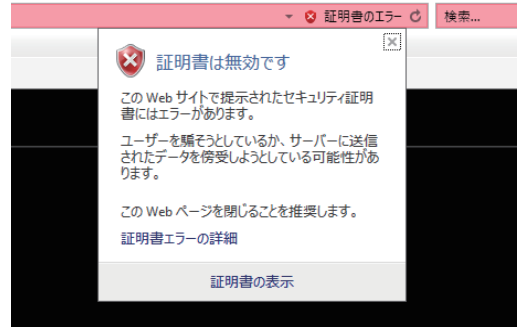 証明書のエラー
検索...
証明書は無効です
この Web サイトで提示されたセキュリティ証明
書にはエラーがあります。
ユーザーを騙そうとしているか、サーバーに送信
されたデータを傍受しようとしている可能性があ
ります。
この Web ページを閉じることを推奨します。
証明書エラーの詳細
証明書の表示